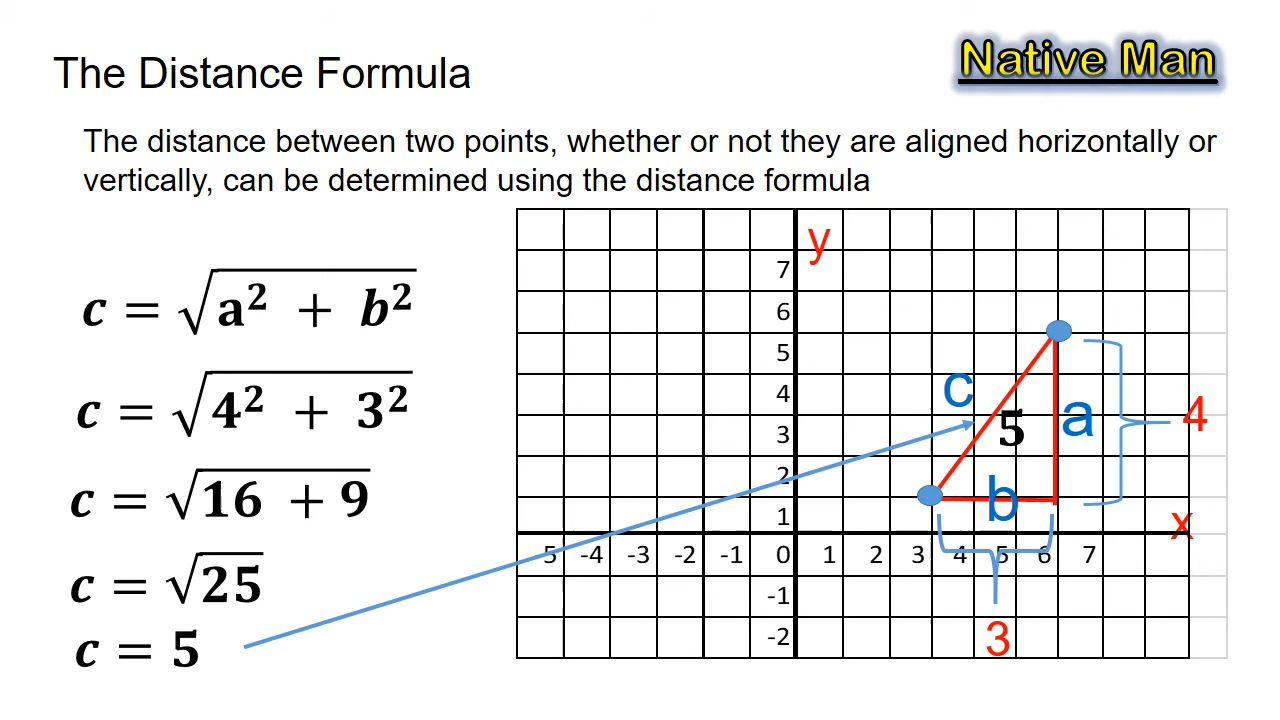 The Distance Formula
Native Man
The distance between two points, whether or not they are aligned horizontally or
vertically, can be determined using the distance formula
c = √(a² + b²)
c = √(4² + 3²)
c = √(16 + 9)
c = √25
c = 5
y
7
6
5
4
3
2
1
c
5
a
4
b
x
-5 -4 -3 -2 -1 0 1 2 3 4 5 6 7
-1
-2
3